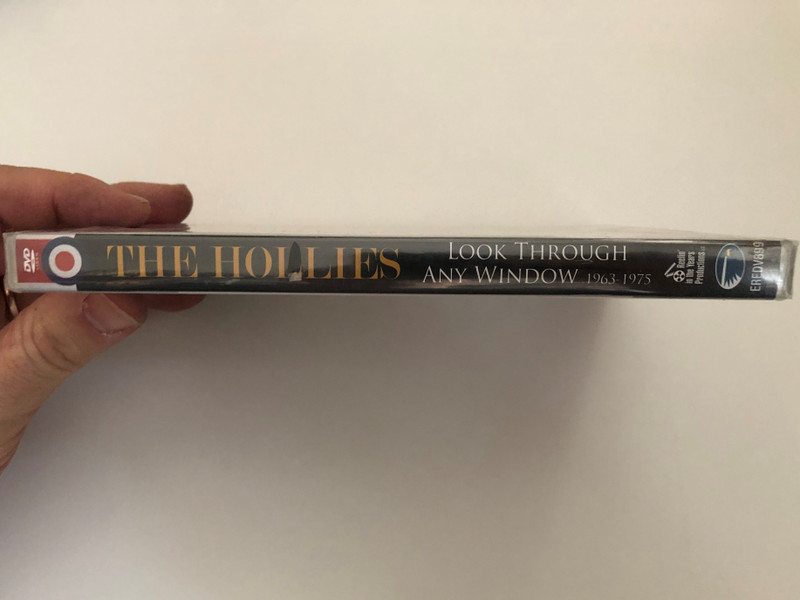 DVD
THE HOLLIES
LOOK THROUGH
ANY WINDOW 1963-1975
Reelin'
In The Years
Productions
EREDV899